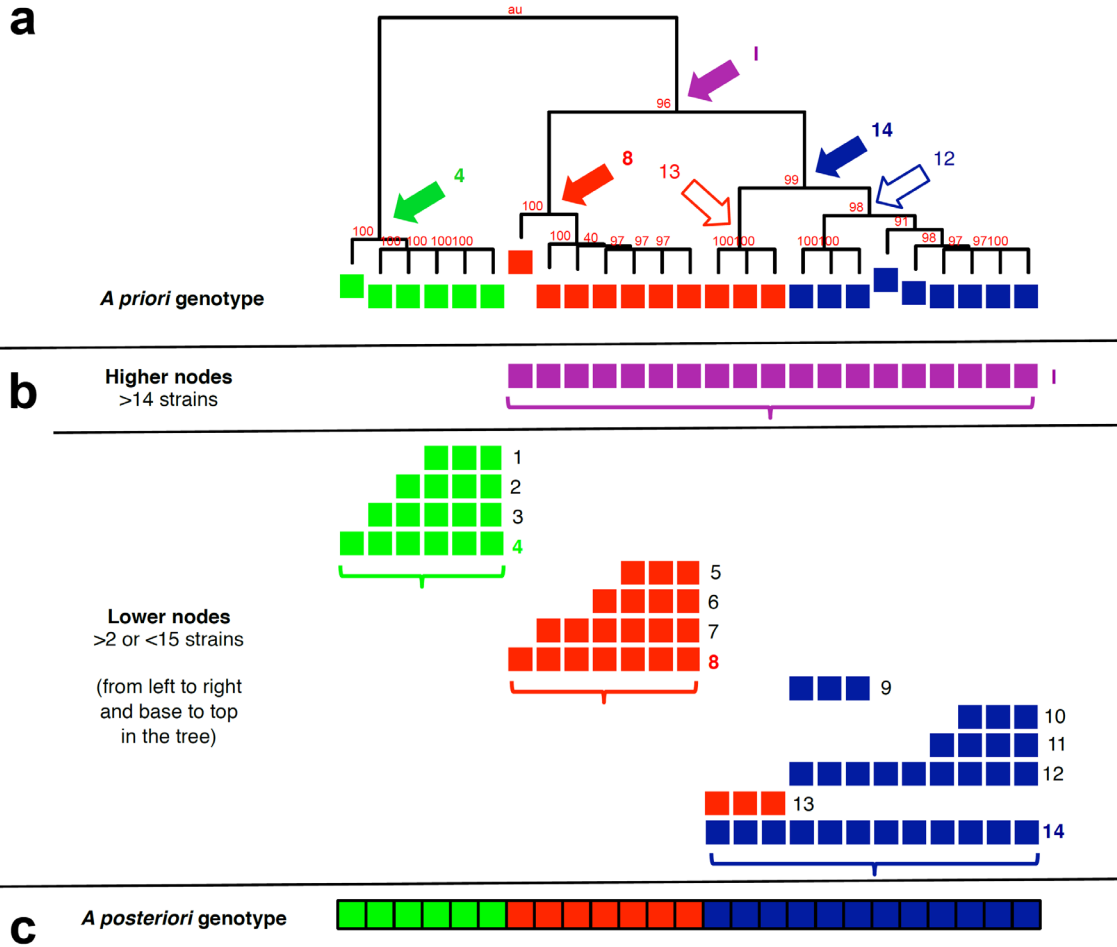 a
au
I
96
14
8
13
12
4
99
100
98
91
100
100 100 100100
100 40 97 97 97
100100
100100
98 97 97100
A priori genotype
b
Higher nodes
>14 strains
I
1
2
3
4
5
6
7
8
9
10
11
12
13
14
Lower nodes
>2 or <15 strains
(from left to right
and base to top
in the tree)
c
A posteriori genotype